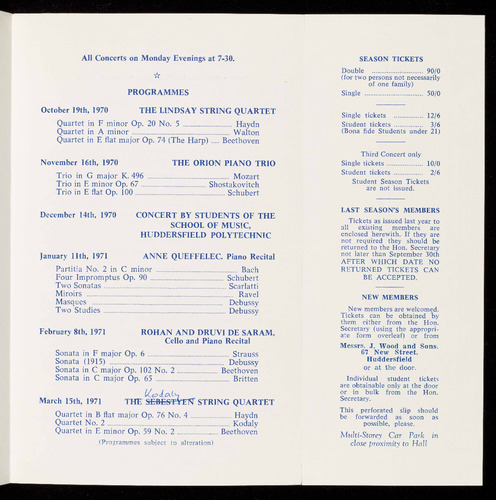 All Concerts on Monday Evenings at 7-30.
☆
PROGRAMMES
October 19th, 1970 THE LINDSAY STRING QUARTET
Quartet in F minor Op. 20 No. 5 ............ Haydn
Quartet in A minor ............ Walton
Quartet in E flat major Op. 74 (The Harp) .... Beethoven
November 16th, 1970 THE ORION PIANO TRIO
Trio in G major K. 496 ............ Mozart
Trio in E minor Op. 67 ............ Shostakovitch
Trio in E flat Op. 100 ............ Schubert
December 14th, 1970 CONCERT BY STUDENTS OF THE
SCHOOL OF MUSIC,
HUDDERSFIELD POLYTECHNIC
January 11th, 1971 ANNE QUEFFELEC. Piano Recital
Partitia No. 2 in C minor ............ Bach
Four Impromptus Op. 90 ............ Schubert
Two Sonatas ............ Scarlatti
Miroirs ............ Ravel
Masques ............ Debussy
Two Studies ............ Debussy
February 8th, 1971 ROHAN AND DRUVI DE SARAM.
Cello and Piano Recital
Sonata in F major Op. 6 ............ Strauss
Sonata (1915) ............ Debussy
Sonata in C major Op. 102 No. 2 ............ Beethoven
Sonata in C major Op. 65 ............ Britten
Kodaly
March 15th, 1971 THE SEBESTYEN STRING QUARTET
Quartet in B flat major Op. 76 No. 4 ............ Haydn
Quartet No. 2 ............ Kodaly
Quartet in E minor Op. 59 No. 2 ............ Beethoven
(Programmes subject to alteration)
SEASON TICKETS
Double ............ 90/0
(for two persons not necessarily
of one family)
Single ............ 50/0
Single tickets ............ 12/6
Student tickets ............ 3/6
(Bona fide Students under 21)
Third Concert only
Single tickets ............ 10/0
Student tickets ............ 2/6
Student Season Tickets
are not issued.
LAST SEASON'S MEMBERS
Tickets as issued last year to
all existing members are
enclosed herewith. If they are
not required they should be
returned to the Hon. Secretary
not later than September 30th
AFTER WHICH DATE NO
RETURNED TICKETS CAN
BE ACCEPTED.
NEW MEMBERS
New members are welcomed.
Tickets can be obtained by
them either from the Hon.
Secretary (using the appropri-
ate form overleaf) or from
Messrs. J. Wood and Sons.
67 New Street,
Huddersfield
or at the door.
Individual student tickets
are obtainable only at the door
or in bulk from the Hon.
Secretary.
This perforated slip should
be forwarded as soon as
possible, please.
Multi-Storey Car Park in
close proximity to Hall